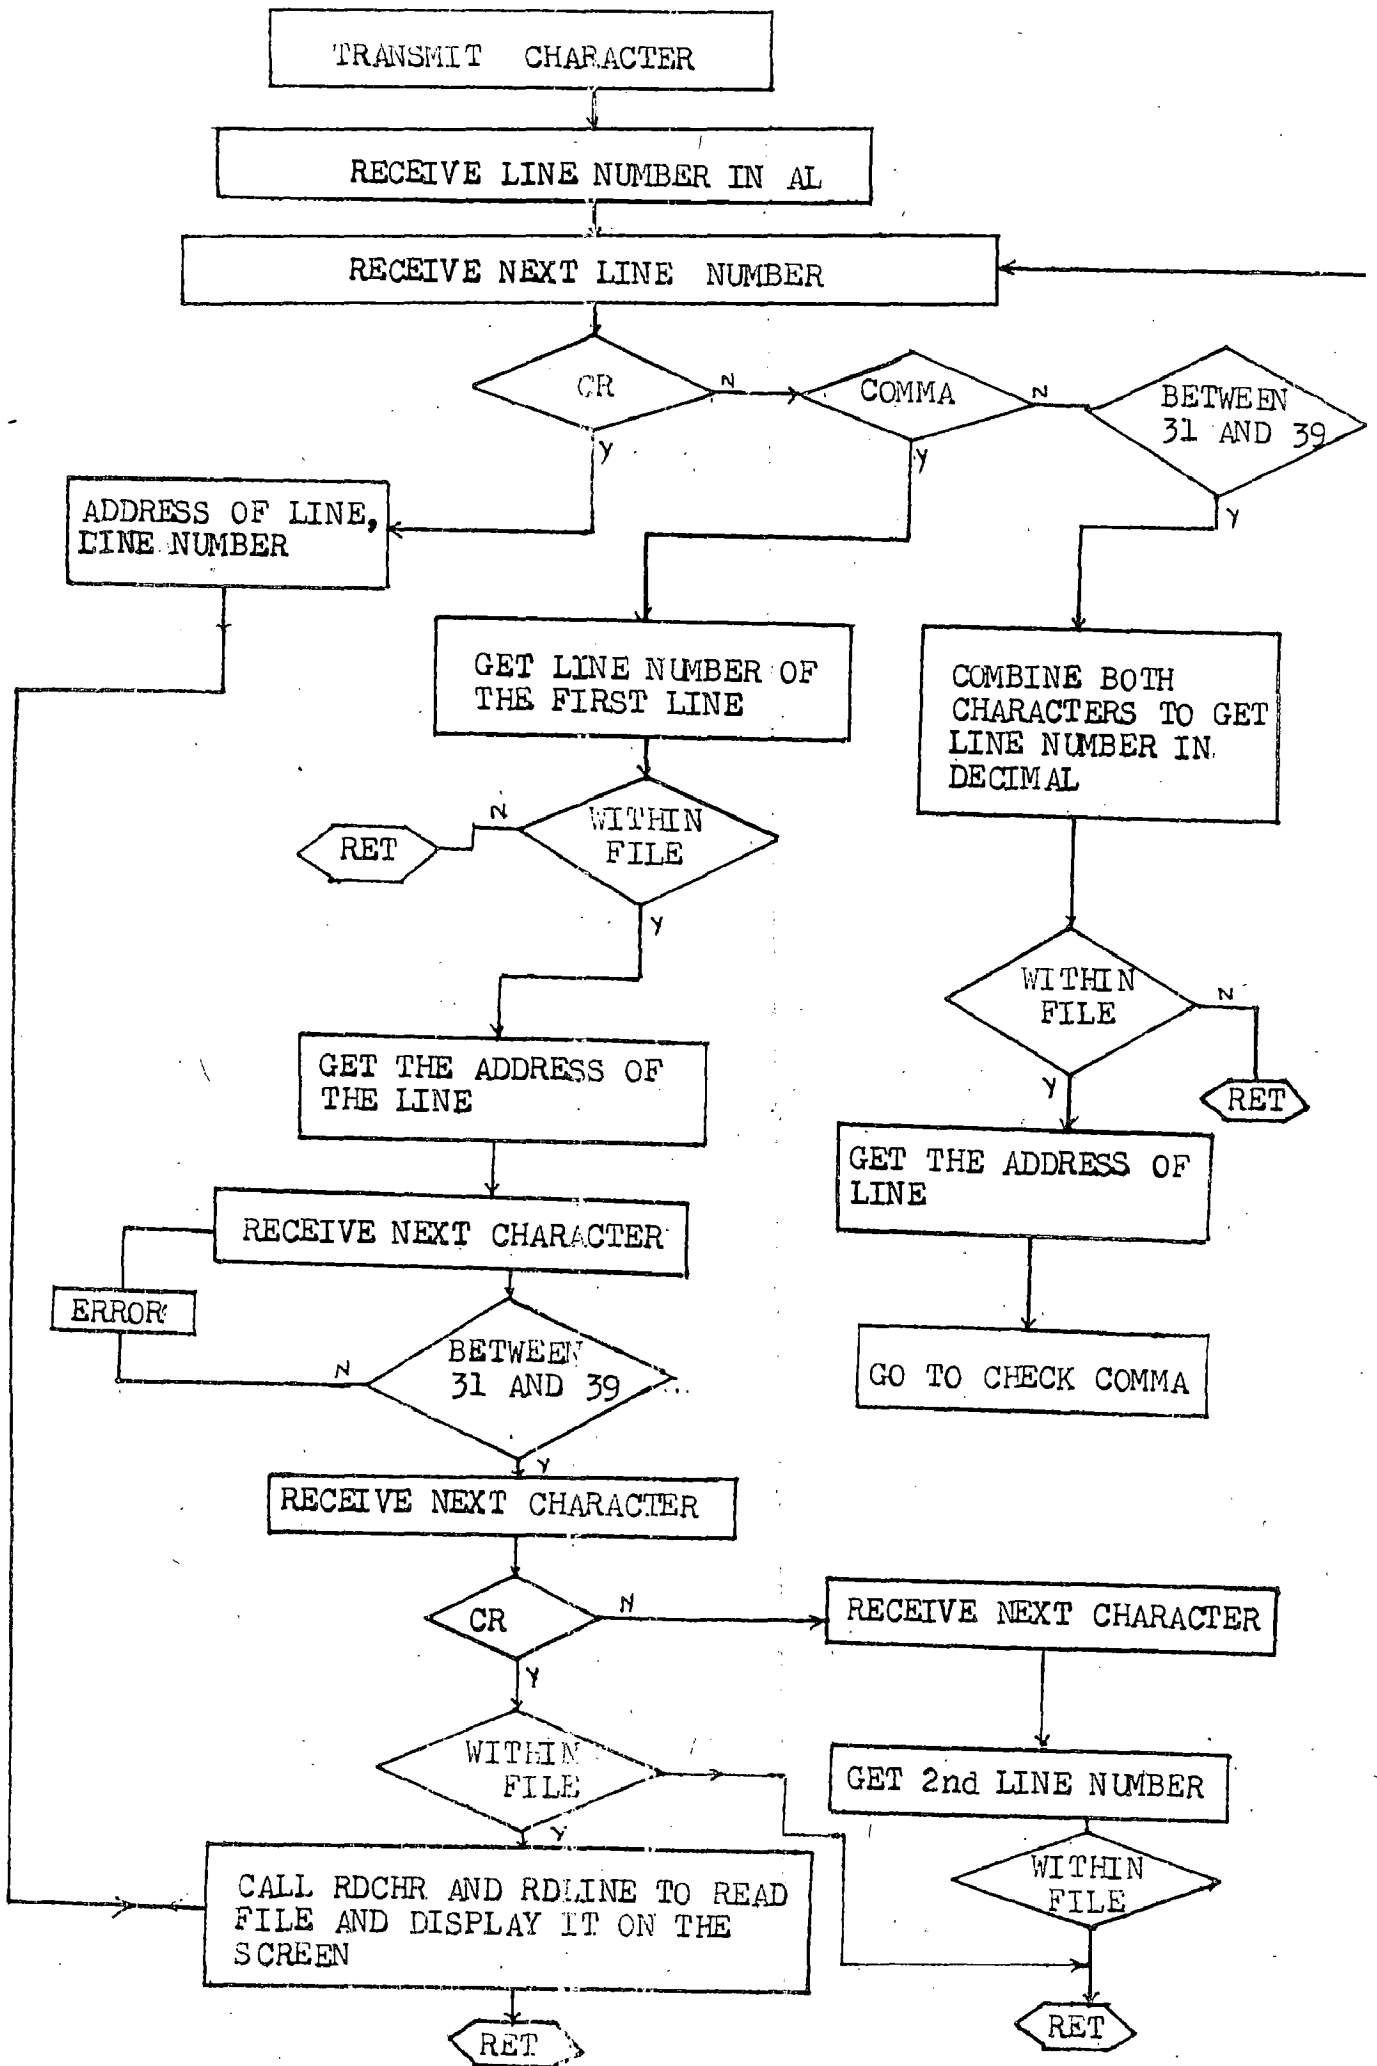 TRANSMIT CHARACTER
RECEIVE LINE NUMBER IN AL
RECEIVE NEXT LINE NUMBER
CR
N
COMMA
N
BETWEEN
31 AND 39
Y
Y
Y
ADDRESS OF LINE,
LINE NUMBER
GET LINE NUMBER OF
THE FIRST LINE
COMBINE BOTH
CHARACTERS TO GET
LINE NUMBER IN
DECIMAL
RET
N
WITHIN
FILE
Y
WITHIN
FILE
N
Y
RET
GET THE ADDRESS OF
THE LINE
GET THE ADDRESS OF
LINE
RECEIVE NEXT CHARACTER
ERROR
N
BETWEEN
31 AND 39
Y
GO TO CHECK COMMA
RECEIVE NEXT CHARACTER
CR
N
Y
RECEIVE NEXT CHARACTER
WITHIN
FILE
Y
GET 2nd LINE NUMBER
WITHIN
FILE
CALL RDCHR AND RDLINE TO READ
FILE AND DISPLAY IT ON THE
SCREEN
RET
RET